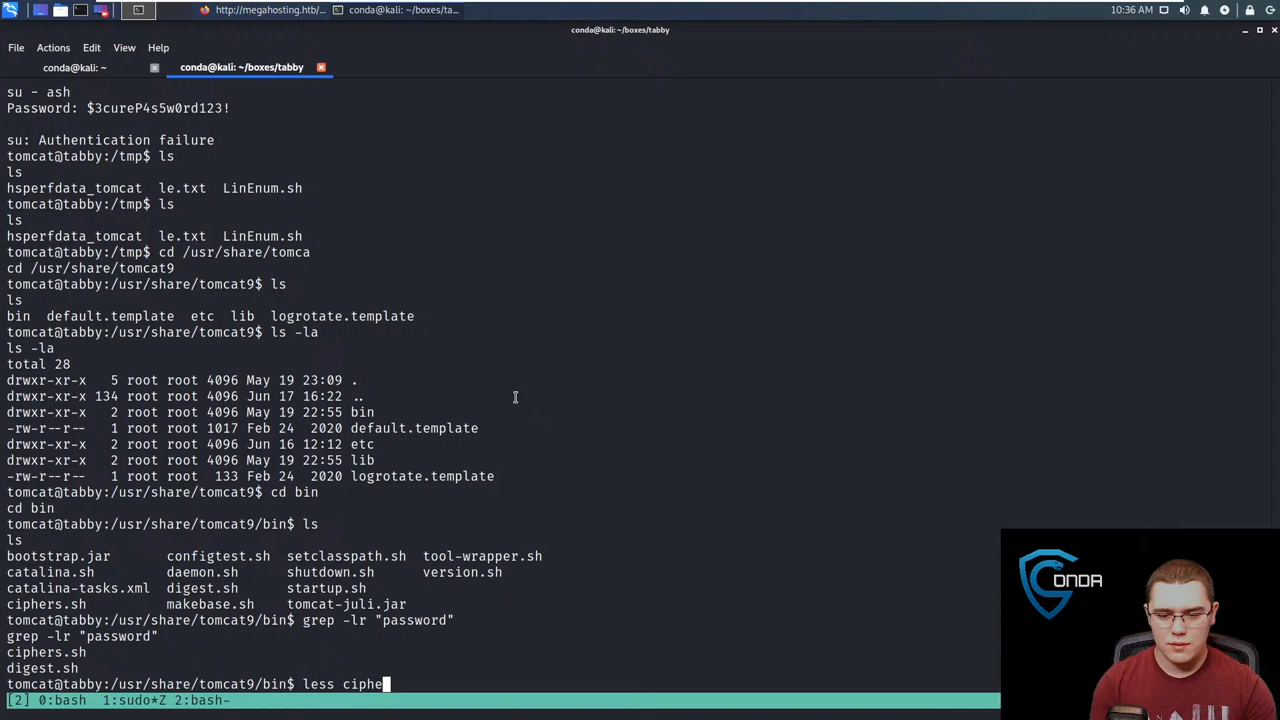 http://megahosting.htb/...
conda@kali: ~/boxes/ta...
10:36 AM
conda@kali: ~/boxes/tabby
File Actions Edit View Help
conda@kali: ~
conda@kali: ~/boxes/tabby
su - ash
Password: $3cureP4s5w0rd123!
su: Authentication failure
tomcat@tabby:/tmp$ ls
ls
hsperfdata_tomcat le.txt LinEnum.sh
tomcat@tabby:/tmp$ ls
ls
hsperfdata_tomcat le.txt LinEnum.sh
tomcat@tabby:/tmp$ cd /usr/share/tomca
cd /usr/share/tomcat9
tomcat@tabby:/usr/share/tomcat9$ ls
ls
bin default.template etc lib logrotate.template
tomcat@tabby:/usr/share/tomcat9$ ls -la
ls -la
total 28
drwxr-xr-x 5 root root 4096 May 19 23:09 .
drwxr-xr-x 134 root root 4096 Jun 17 16:22 ..
drwxr-xr-x 2 root root 4096 May 19 22:55 bin
-rw-r--r-- 1 root root 1017 Feb 24 2020 default.template
drwxr-xr-x 2 root root 4096 Jun 16 12:12 etc
drwxr-xr-x 2 root root 4096 May 19 22:55 lib
-rw-r--r-- 1 root root 133 Feb 24 2020 logrotate.template
tomcat@tabby:/usr/share/tomcat9$ cd bin
cd bin
tomcat@tabby:/usr/share/tomcat9/bin$ ls
ls
bootstrap.jar configtest.sh setclasspath.sh tool-wrapper.sh
catalina.sh daemon.sh shutdown.sh version.sh
catalina-tasks.xml digest.sh startup.sh
ciphers.sh makebase.sh tomcat-juli.jar
tomcat@tabby:/usr/share/tomcat9/bin$ grep -lr "password"
grep -lr "password"
ciphers.sh
digest.sh
tomcat@tabby:/usr/share/tomcat9/bin$ less ciphe
[2] 0:bash 1:sudo*Z 2:bash-
CONDA